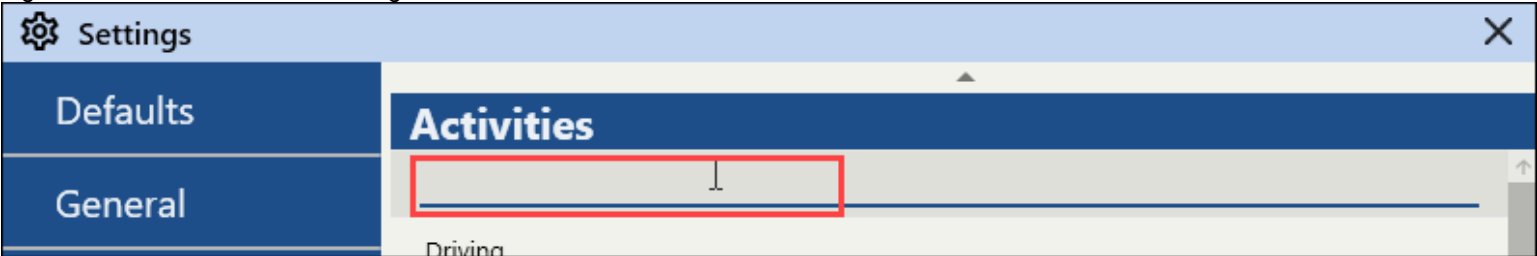 Settings
Defaults
Activities
General
Driving